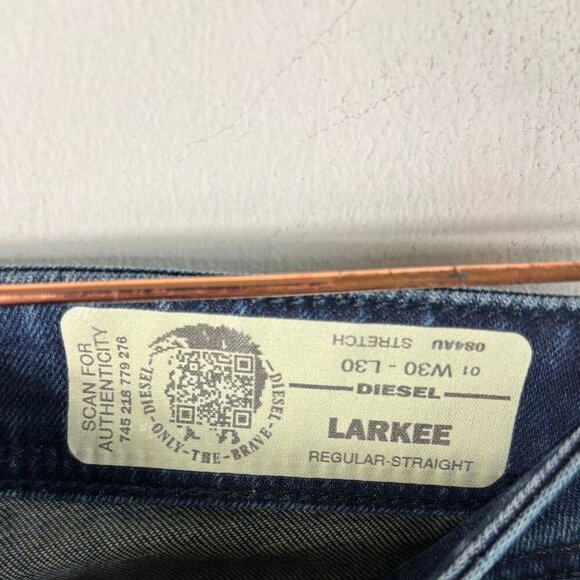 SCAN FOR
AUTHENTICITY
745 218 779 276
DIESEL
DIESEL
ONLY-THE-BRAVE
084AU STRETCH
01 W30 - L30
DIESEL
LARKEE
REGULAR-STRAIGHT